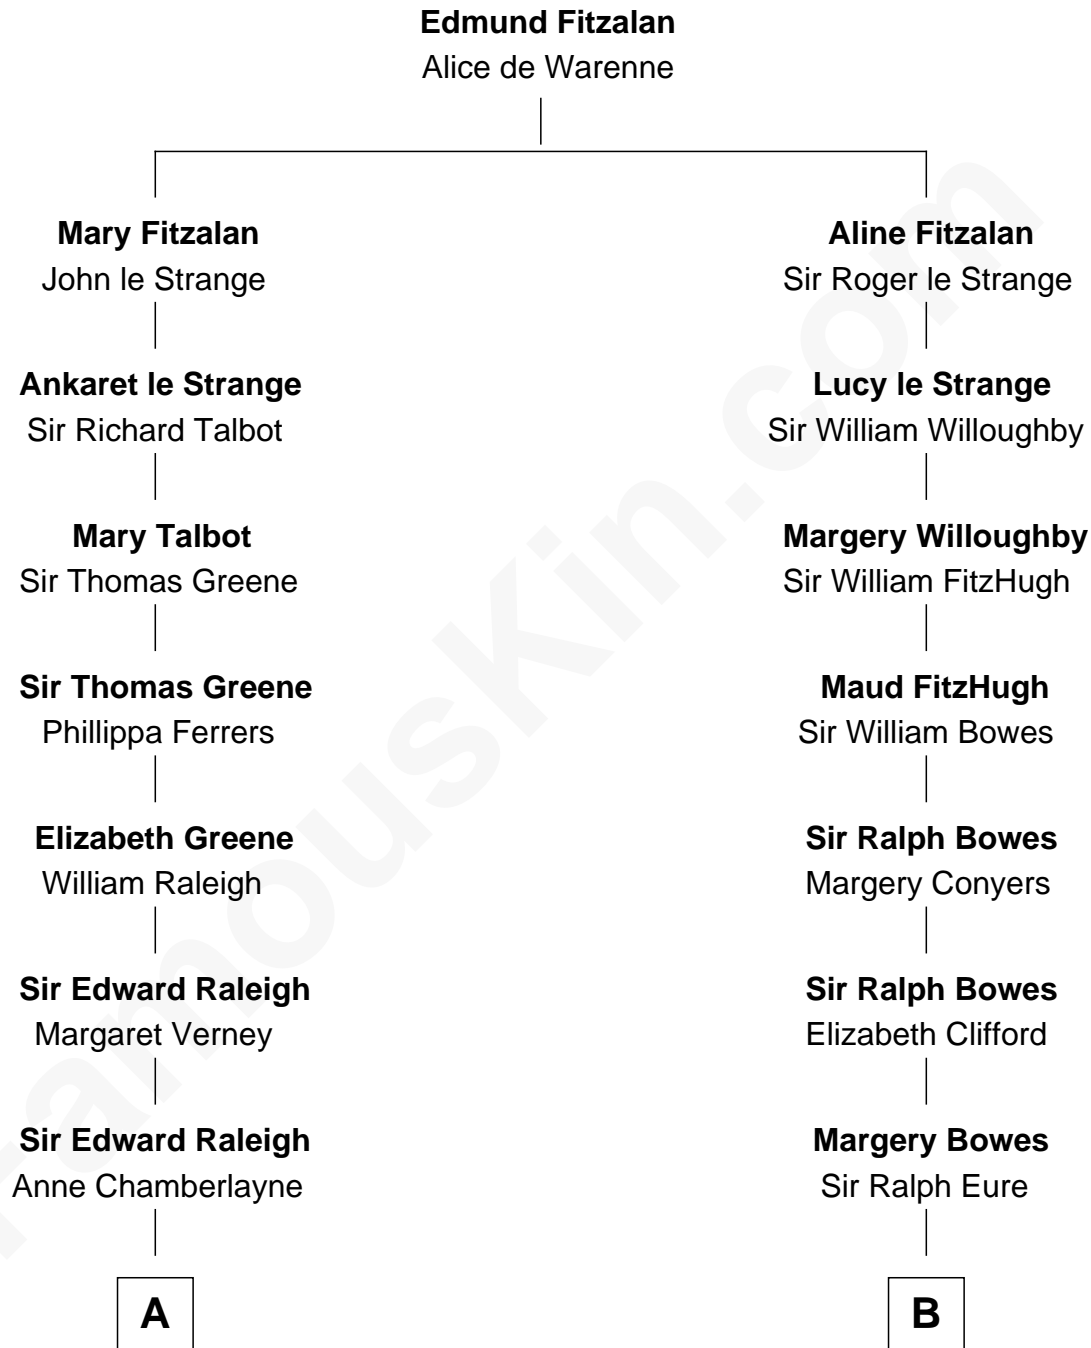 Edmund Fitzalan
Alice de Warenne
Mary Fitzalan
John le Strange
Aline Fitzalan
Sir Roger le Strange
Ankaret le Strange
Sir Richard Talbot
Lucy le Strange
Sir William Willoughby
Mary Talbot
Sir Thomas Greene
Margery Willoughby
Sir William FitzHugh
Sir Thomas Greene
Phillippa Ferrers
Maud FitzHugh
Sir William Bowes
Elizabeth Greene
William Raleigh
Sir Ralph Bowes
Margery Conyers
Sir Edward Raleigh
Margaret Verney
Sir Ralph Bowes
Elizabeth Clifford
Sir Edward Raleigh
Anne Chamberlayne
Margery Bowes
Sir Ralph Eure
A
B
FamousKin.com